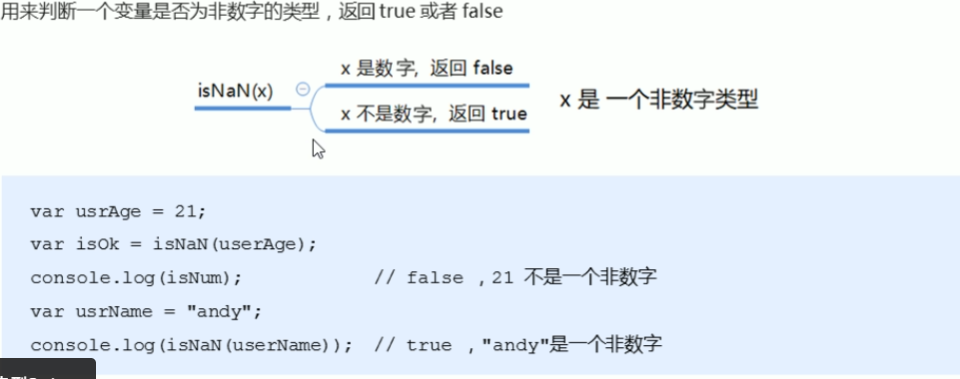 用来判断一个变量是否为非数字的类型，返回 true 或者 false
x 是数字，返回 false
isNaN(x)
x 是 一个非数字类型
x 不是数字，返回 true
var usrAge = 21;
var isOk = isNaN(userAge);
console.log(isNum); // false ，21 不是一个非数字
var usrName = "andy";
console.log(isNaN(userName)); // true ，"andy"是一个非数字